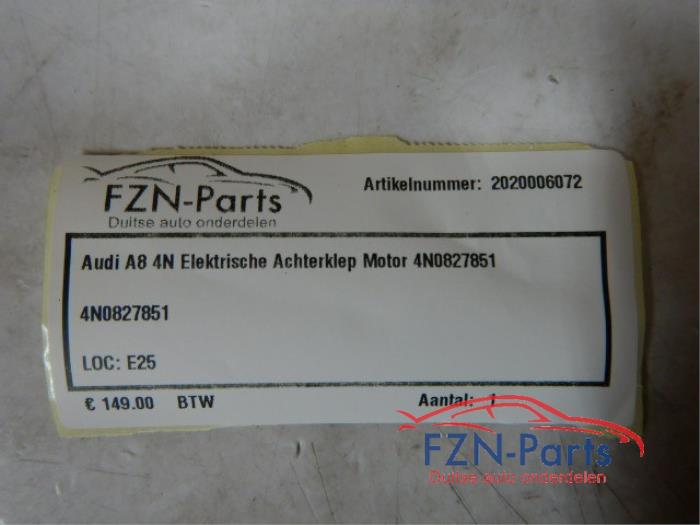 FZN-Parts
Duitse auto onderdelen
Artikelnummer: 2020006072
Audi A8 4N Elektrische Achterklep Motor 4N0827851
4N0827851
LOC: E25
€ 149.00 BTW
Aantal: 1
FZN-Parts
Duitse auto onderdelen